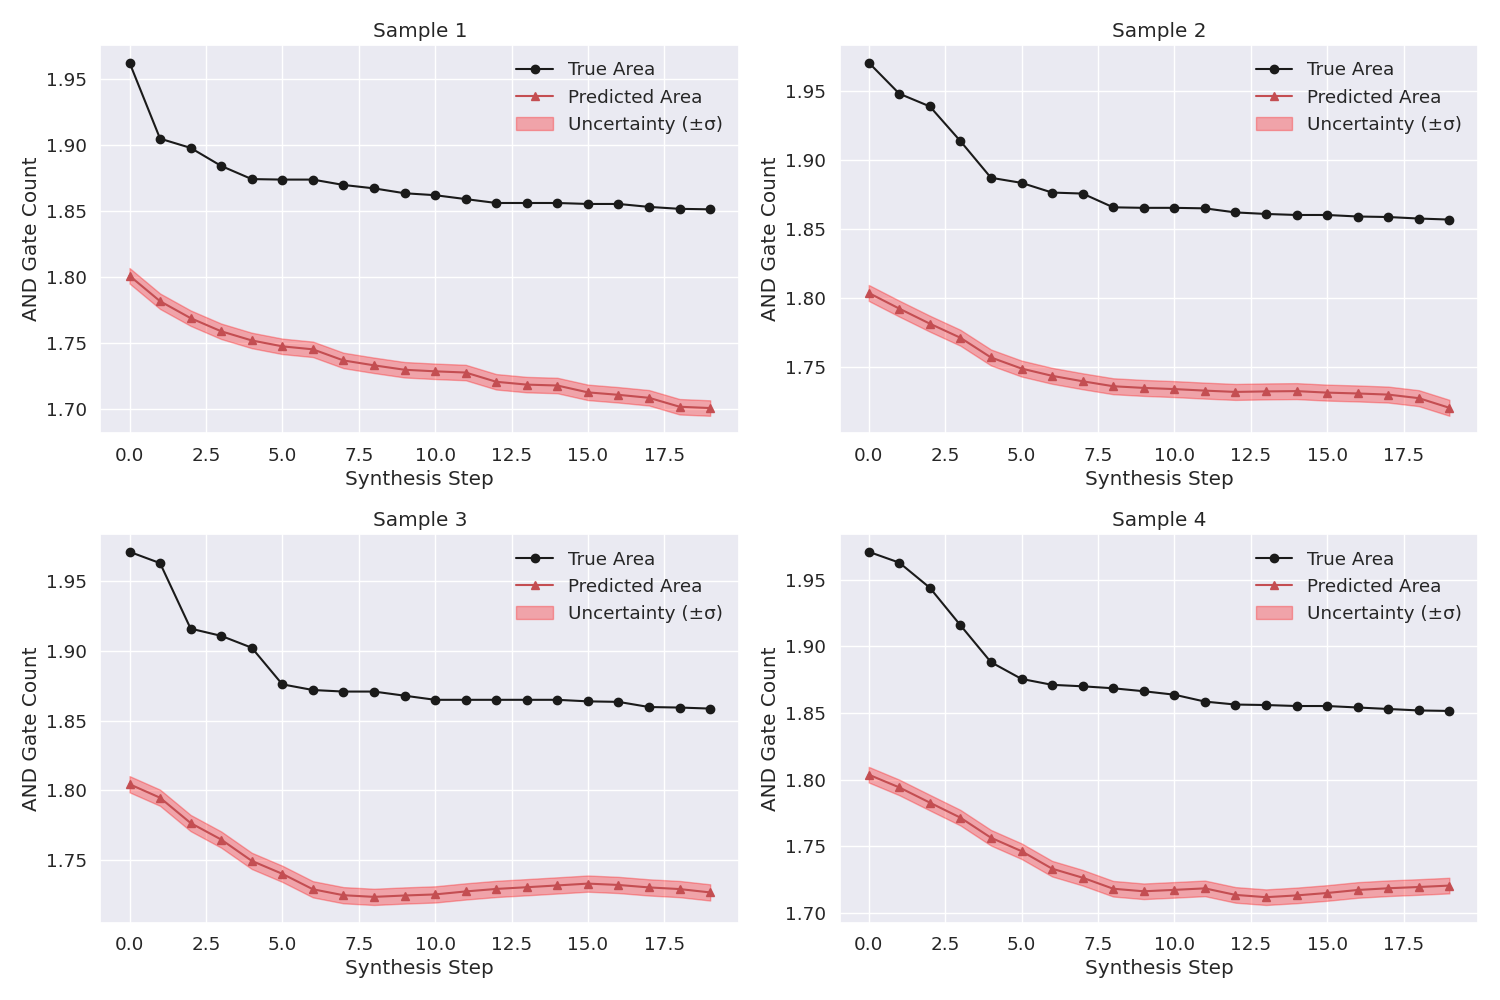 Sample 1
AND Gate Count
1.95
1.90
1.85
1.80
1.75
1.70
True Area
Predicted Area
Uncertainty (±σ)
0.0 2.5 5.0 7.5 10.0 12.5 15.0 17.5
Synthesis Step
Sample 2
AND Gate Count
1.95
1.90
1.85
1.80
1.75
True Area
Predicted Area
Uncertainty (±σ)
0.0 2.5 5.0 7.5 10.0 12.5 15.0 17.5
Synthesis Step
Sample 3
AND Gate Count
1.95
1.90
1.85
1.80
1.75
True Area
Predicted Area
Uncertainty (±σ)
0.0 2.5 5.0 7.5 10.0 12.5 15.0 17.5
Synthesis Step
Sample 4
AND Gate Count
1.95
1.90
1.85
1.80
1.75
1.70
True Area
Predicted Area
Uncertainty (±σ)
0.0 2.5 5.0 7.5 10.0 12.5 15.0 17.5
Synthesis Step